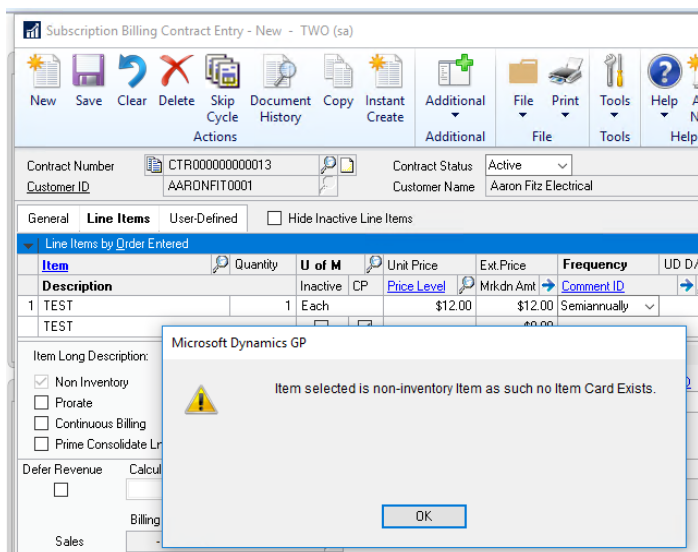 Subscription Billing Contract Entry - New - TWO (sa)
New Save Clear Delete Skip Cycle Document History Copy Instant Create Additional File Print Tools Help
Actions Additional File Tools Help
Contract Number CTR000000000013 Contract Status Active
Customer ID AARONFIT0001 Customer Name Aaron Fitz Electrical
General Line Items User-Defined Hide Inactive Line Items
Line Items by Order Entered
Item Quantity U of M Unit Price Ext.Price Frequency UD DA
Description Inactive CP Price Level Mrkdn Amt Comment ID
1 TEST 1 Each $12.00 $12.00 Semiannually
TEST $0.00
Microsoft Dynamics GP
Item Long Description:
Item selected is non-inventory Item as such no Item Card Exists.
Non Inventory
Prorate
Continuous Billing
Prime Consolidate Ln
Defer Revenue Calcul
OK
Billing
Sales -